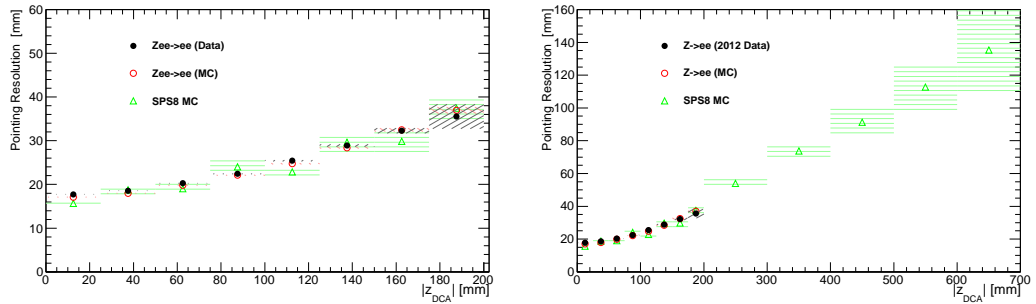 Pointing Resolution [mm]
60
50
40
30
20
10
0
Zee->ee (Data)
Zee->ee (MC)
SPS8 MC
0 20 40 60 80 100 120 140 160 180 200
|z_DCA| [mm]
Pointing Resolution [mm]
160
140
120
100
80
60
40
20
0
Z->ee (2012 Data)
Z->ee (MC)
SPS8 MC
0 100 200 300 400 500 600 700
|z_DCA| [mm]